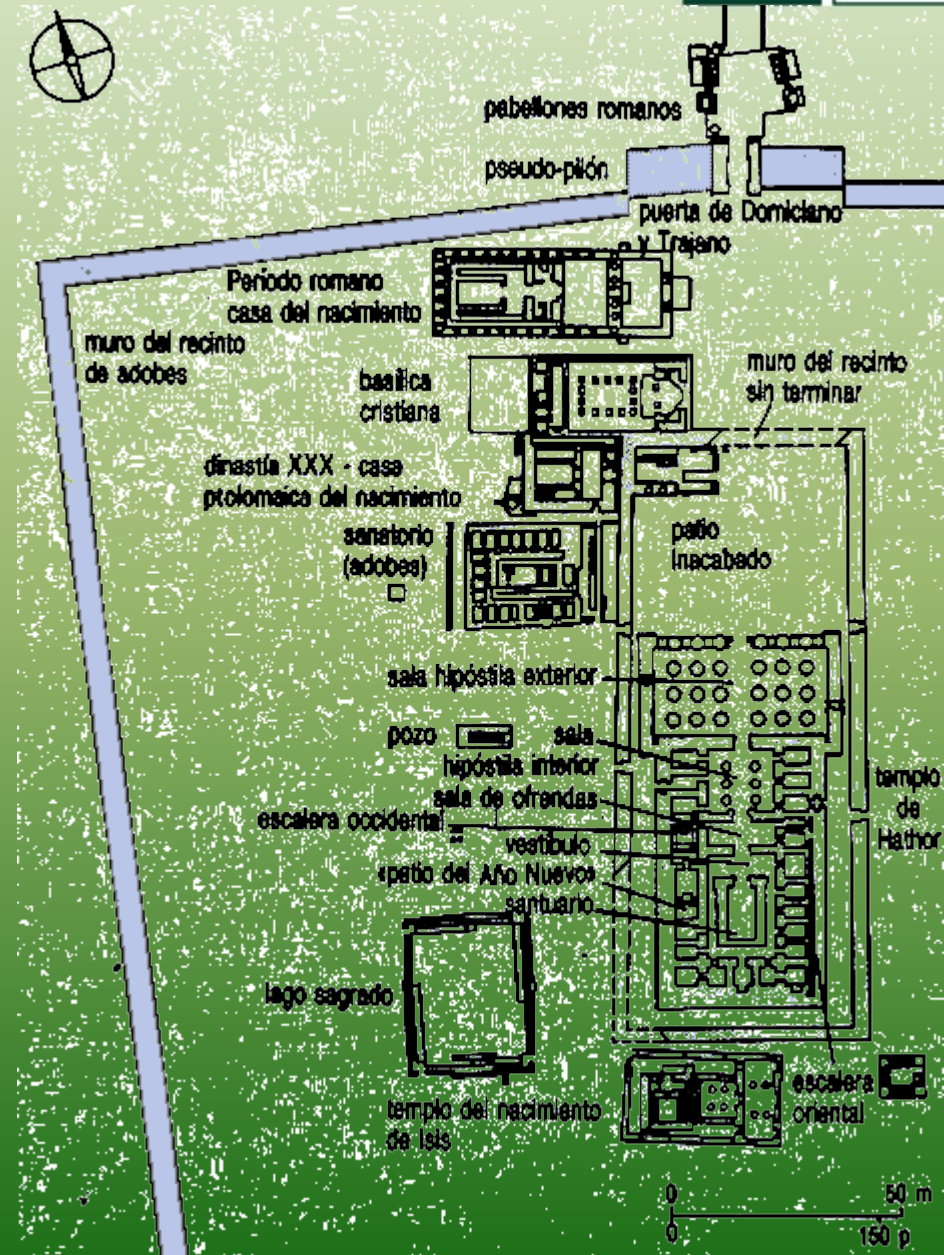 pabellones romanos
pseudo-pilón
puerta de Domiciano
y Trajano
Período romano
casa del nacimiento
muro del recinto
de adobes
basílica
cristiana
muro del recinto
sin terminar
dinastía XXX - casa
ptolomaica del nacimiento
sanatorio
(adobes)
patio
inacabado
sala hipóstila exterior
pozo
sala
hipóstila interior
sala de ofrendas
escalera occidental
vestíbulo
«patio del Año Nuevo»
santuario
templo
de
Hathor
lago sagrado
templo del nacimiento
de Isis
escalera
oriental
0 50 m
0 150 p